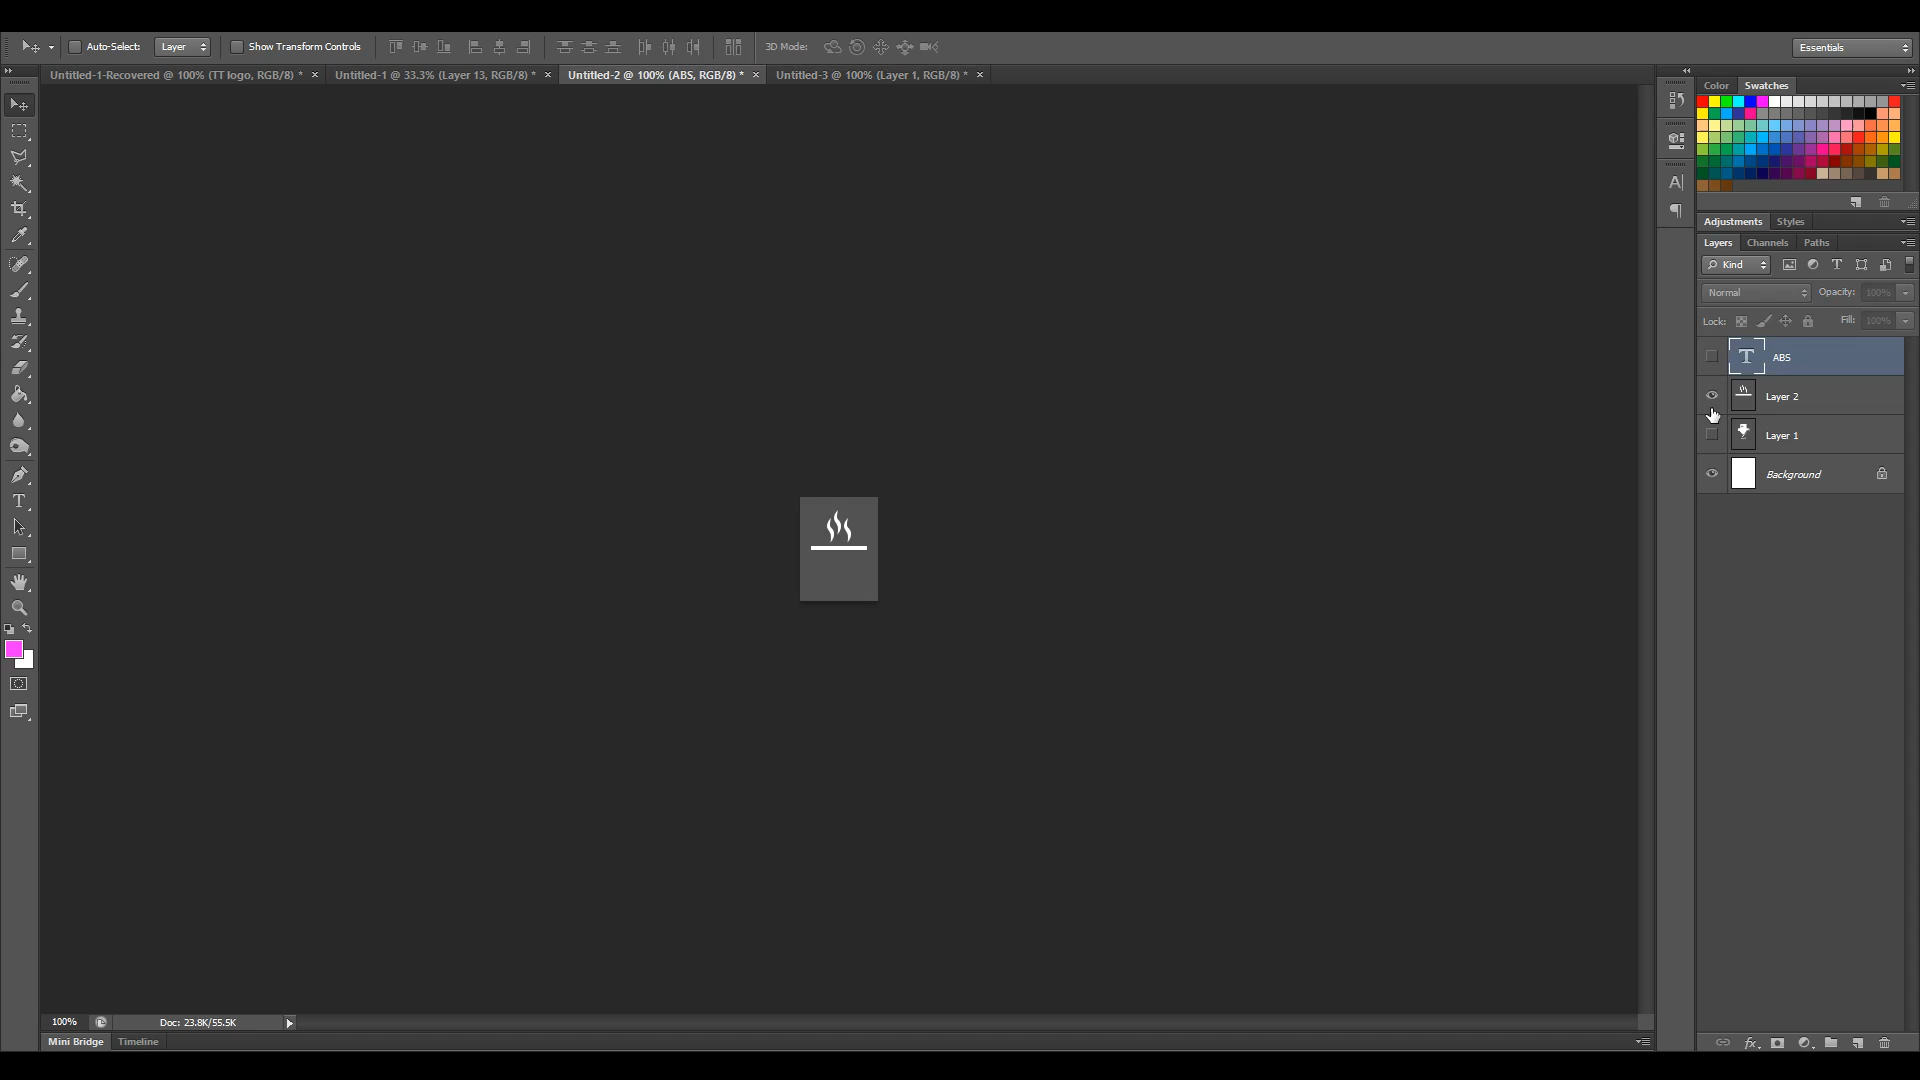 Auto-Select: Layer Show Transform Controls 3D Mode: Essentials
Untitled-1-Recovered @ 100% (TT logo, RGB/8) * × Untitled-1 @ 33.3% (Layer 13, RGB/8) * × Untitled-2 @ 100% (ABS, RGB/8) * × Untitled-3 @ 100% (Layer 1, RGB/8) * ×
Color Swatches
Adjustments Styles
Layers Channels Paths
Kind
Normal Opacity: 100%
Lock: Fill: 100%
ABS
Layer 2
Layer 1
Background
100% Doc: 23.8K/55.5K
Mini Bridge Timeline